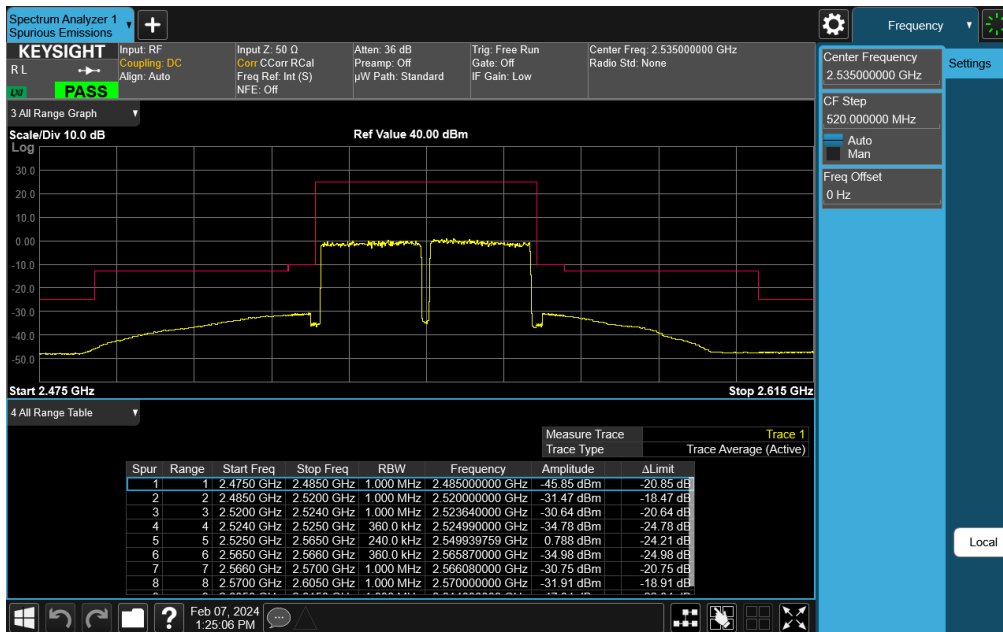 Spectrum Analyzer 1
Spurious Emissions
Frequency
KEYSIGHT
R L
LXI
PASS
Input: RF
Coupling: DC
Align: Auto
Input Z: 50 Ω
Corr CCorr RCal
Freq Ref: Int (S)
NFE: Off
Atten: 36 dB
Preamp: Off
µW Path: Standard
Trig: Free Run
Gate: Off
IF Gain: Low
Center Freq: 2.535000000 GHz
Radio Std: None
Center Frequency
2.535000000 GHz
Settings
CF Step
520.000000 MHz
Auto
Man
Freq Offset
0 Hz
3 All Range Graph
Scale/Div 10.0 dB
Ref Value 40.00 dBm
Log
30.0
20.0
10.0
0.00
-10.0
-20.0
-30.0
-40.0
-50.0
Start 2.475 GHz
Stop 2.615 GHz
4 All Range Table
Measure Trace Trace 1
Trace Type Trace Average (Active)
Spur Range Start Freq Stop Freq RBW Frequency Amplitude ΔLimit
1 1 2.4750 GHz 2.4850 GHz 1.000 MHz 2.485000000 GHz -45.85 dBm -20.85 dB
2 2 2.4850 GHz 2.5200 GHz 1.000 MHz 2.520000000 GHz -31.47 dBm -18.47 dB
3 3 2.5200 GHz 2.5240 GHz 1.000 MHz 2.523640000 GHz -30.64 dBm -20.64 dB
4 4 2.5240 GHz 2.5250 GHz 360.0 kHz 2.524990000 GHz -34.78 dBm -24.78 dB
5 5 2.5250 GHz 2.5650 GHz 240.0 kHz 2.549939759 GHz 0.788 dBm -24.21 dB
6 6 2.5650 GHz 2.5660 GHz 360.0 kHz 2.565870000 GHz -34.98 dBm -24.98 dB
7 7 2.5660 GHz 2.5700 GHz 1.000 MHz 2.566080000 GHz -30.75 dBm -20.75 dB
8 8 2.5700 GHz 2.6050 GHz 1.000 MHz 2.570000000 GHz -31.91 dBm -18.91 dB
Local
?
Feb 07, 2024
1:25:06 PM